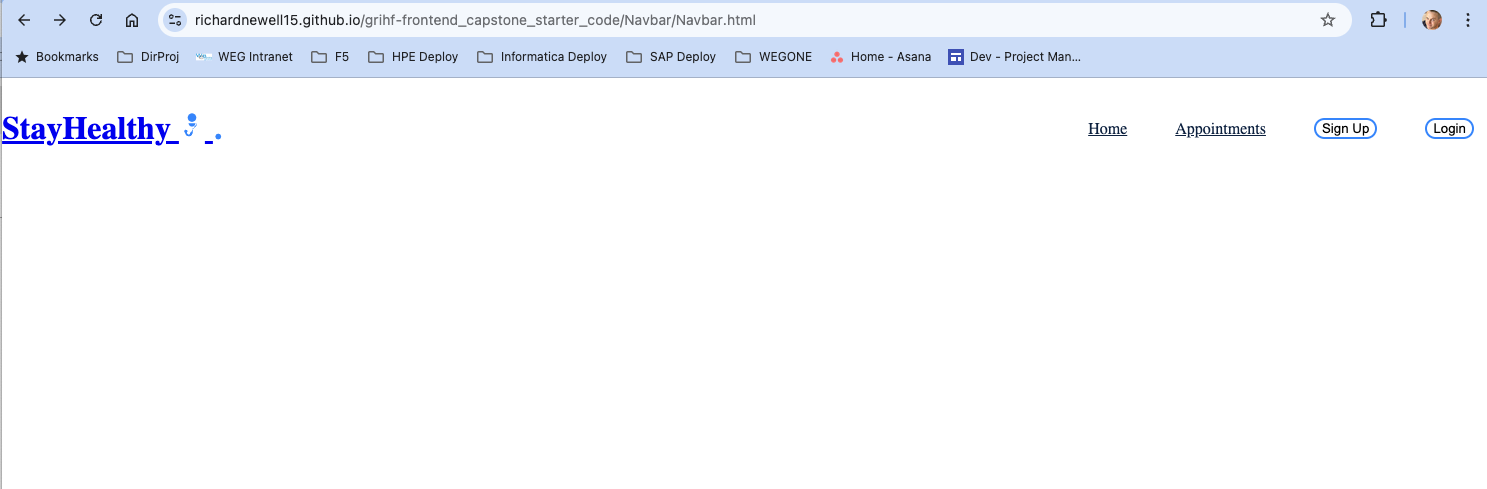 richardnewell15.github.io/grihf-frontend_capstone_starter_code/Navbar/Navbar.html
Bookmarks DirProj WEG Intranet F5 HPE Deploy Informatica Deploy SAP Deploy WEGONE Home - Asana Dev - Project Man...
StayHealthy . Home Appointments Sign Up Login